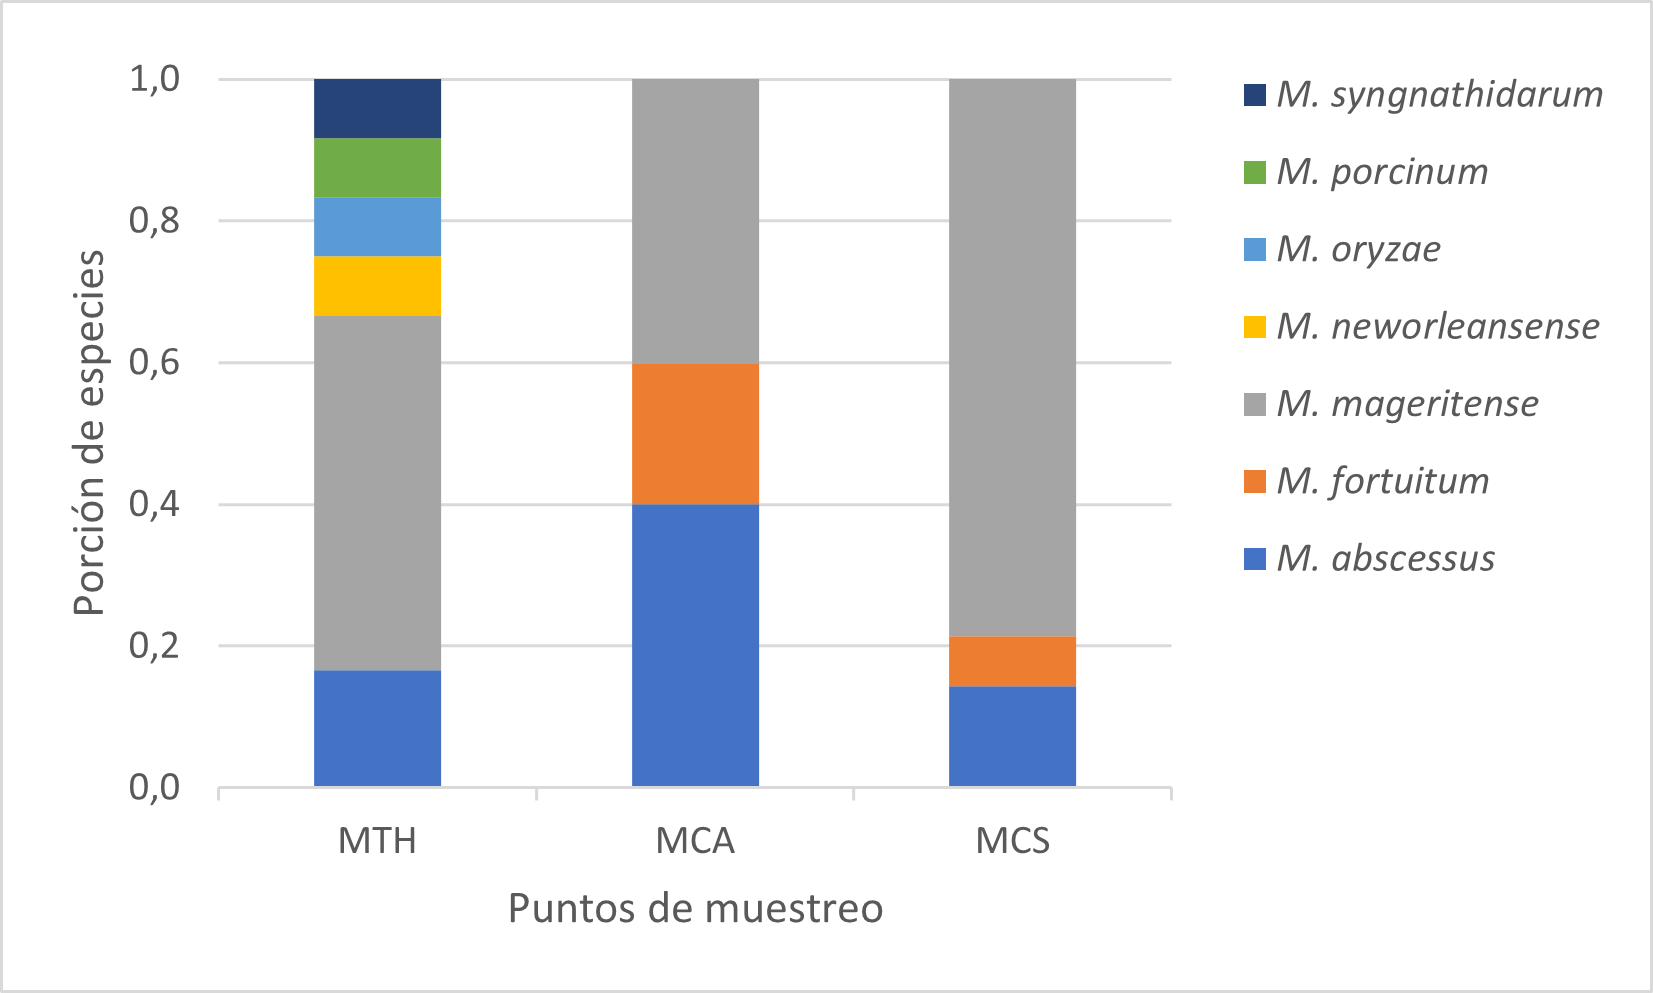 Porción de especies
1,0
0,8
0,6
0,4
0,2
0,0
MTH
MCA
MCS
Puntos de muestreo
M. syngnathidarum
M. porcinum
M. oryzae
M. neworleansense
M. mageritense
M. fortuitum
M. abscessus